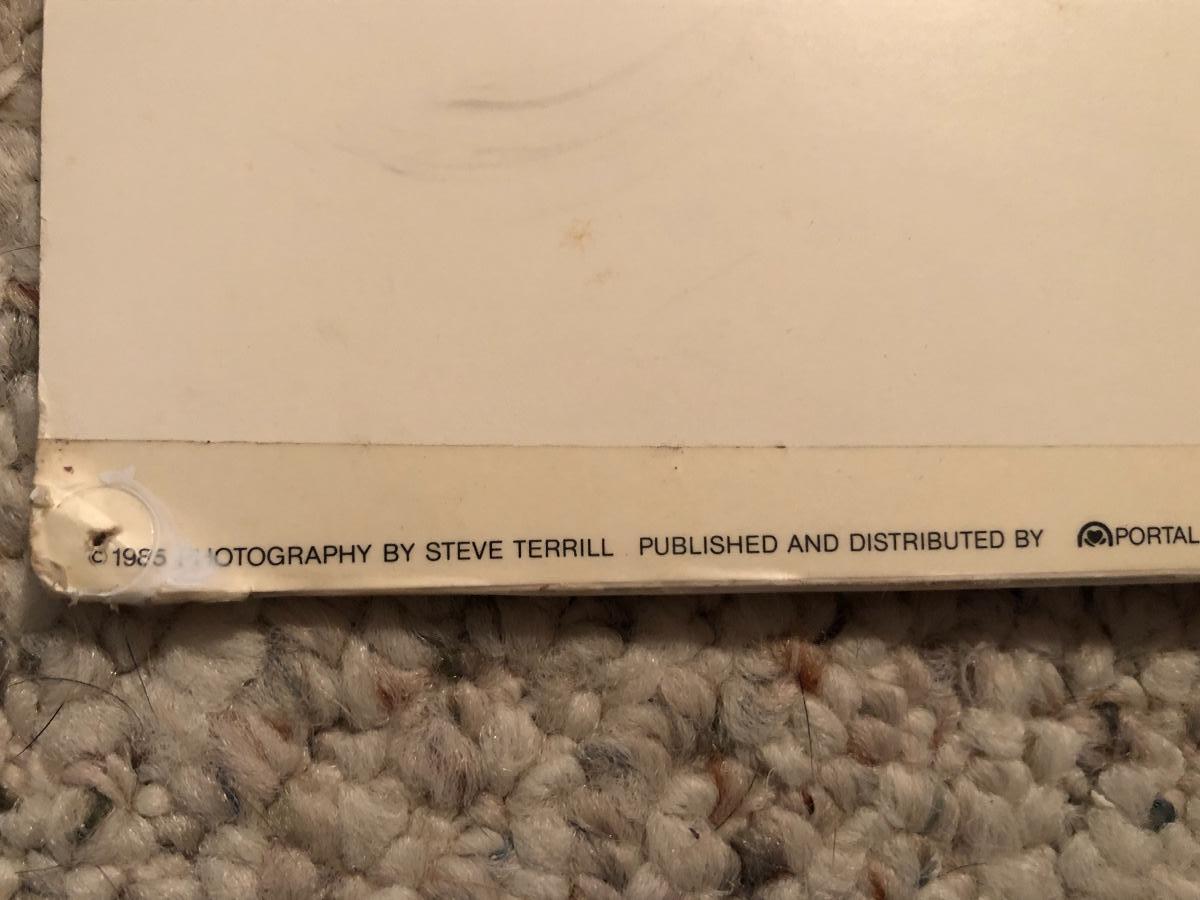 © 1985 PHOTOGRAPHY BY STEVE TERRILL PUBLISHED AND DISTRIBUTED BY PORTAL